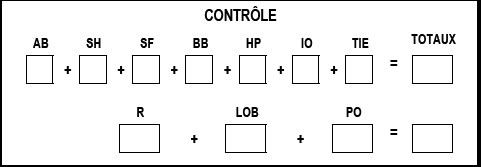 CONTRÔLE
AB SH SF BB HP IO TIE TOTAUX
+ + + + + + =
R LOB PO
+ + =